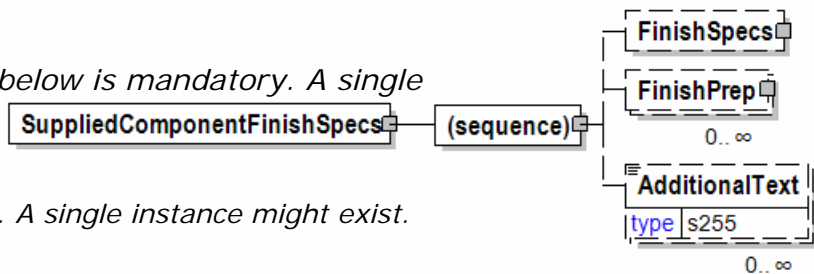 FinishSpecs
below is mandatory. A single
FinishPrep
SuppliedComponentFinishSpecs
(sequence)
0.. ∞
AdditionalText
. A single instance might exist.
type s255
0.. ∞